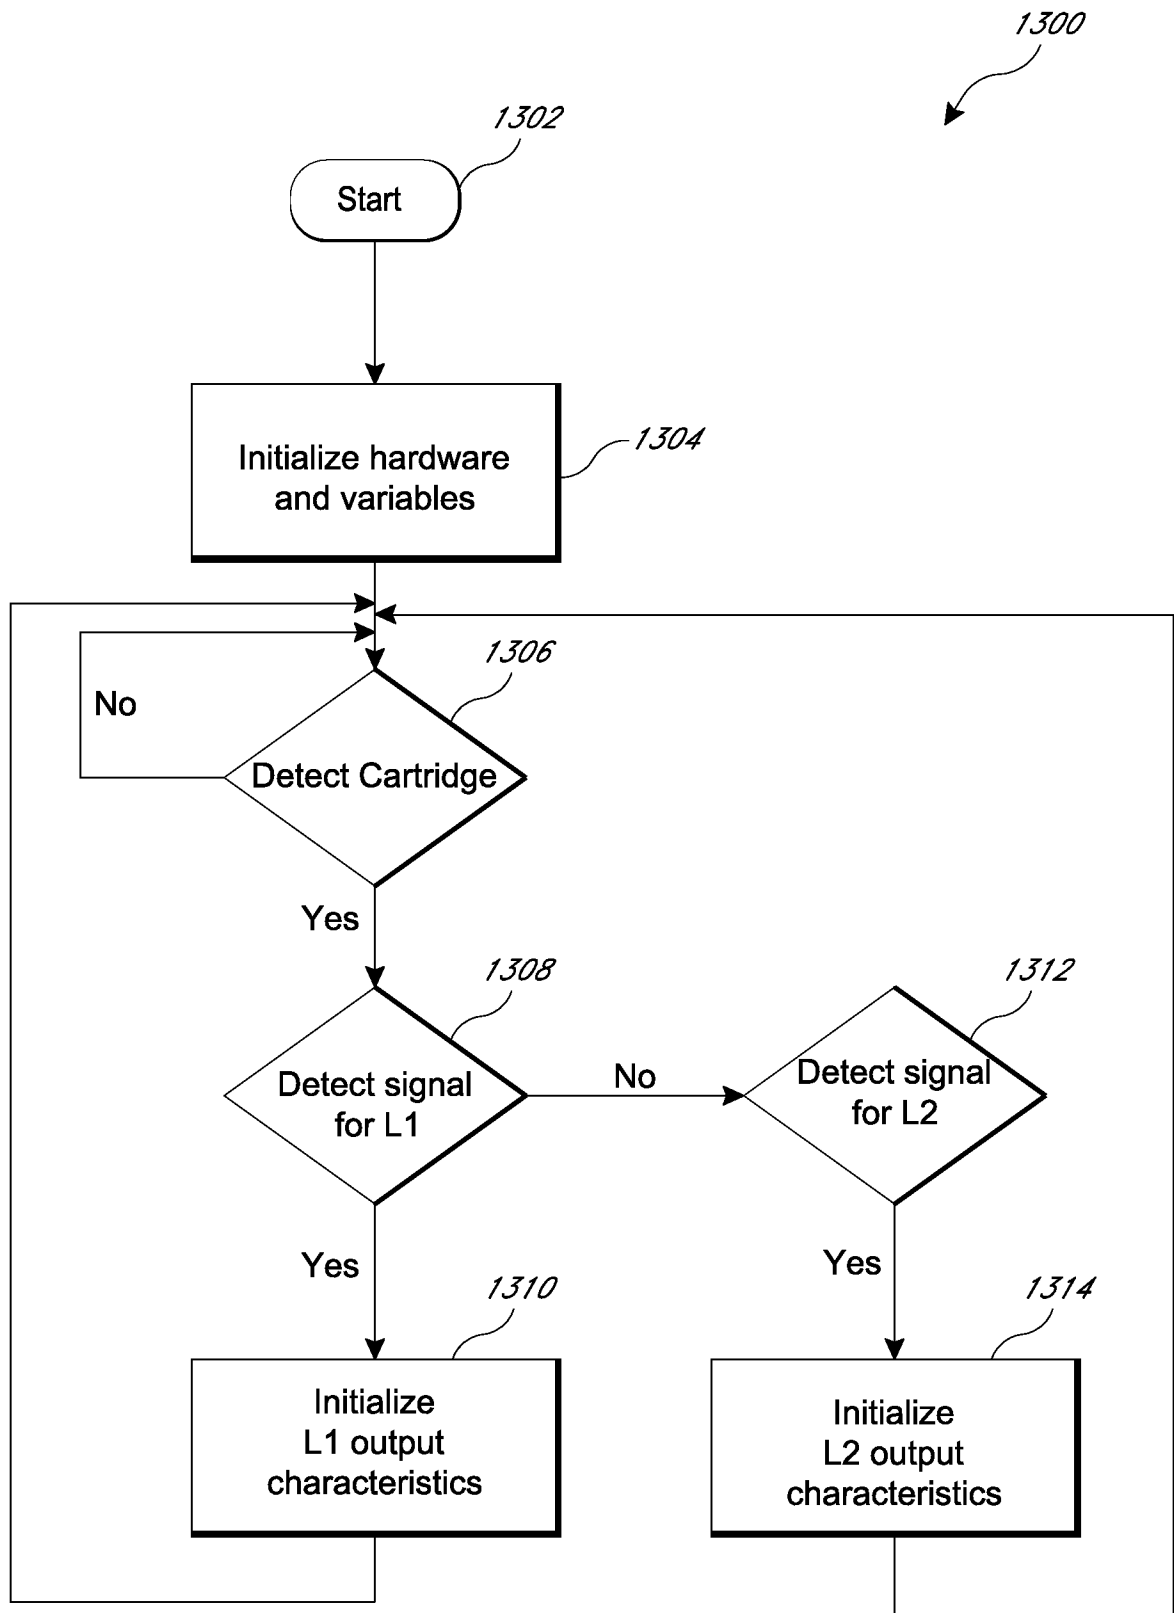 1300
1302
Start
1304
Initialize hardware
and variables
1306
No
Detect Cartridge
Yes
1308
1312
Detect signal
for L1
No
Detect signal
for L2
Yes
Yes
1310
1314
Initialize
L1 output
characteristics
Initialize
L2 output
characteristics